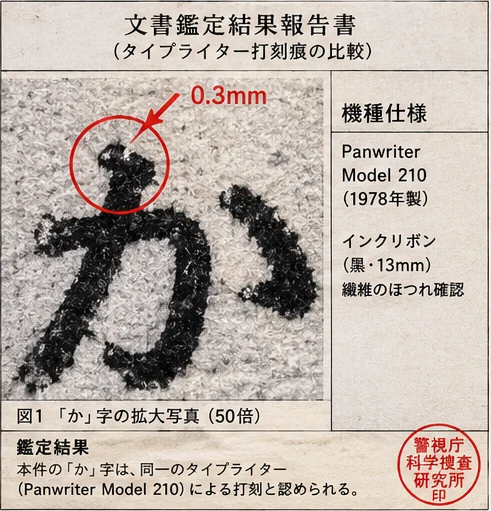 文書鑑定結果報告書
(タイプライター打刻痕の比較)
0.3mm
か
図1 「か」字の拡大写真 (50倍)
機種仕様
Panwriter
Model 210
(1978年製)
インクリボン
(黒・13mm)
繊維のほつれ確認
鑑定結果
本件の「か」字は、同一のタイプライター
(Panwriter Model 210) による打刻と認められる。
警視庁
科学捜査
研究所
印